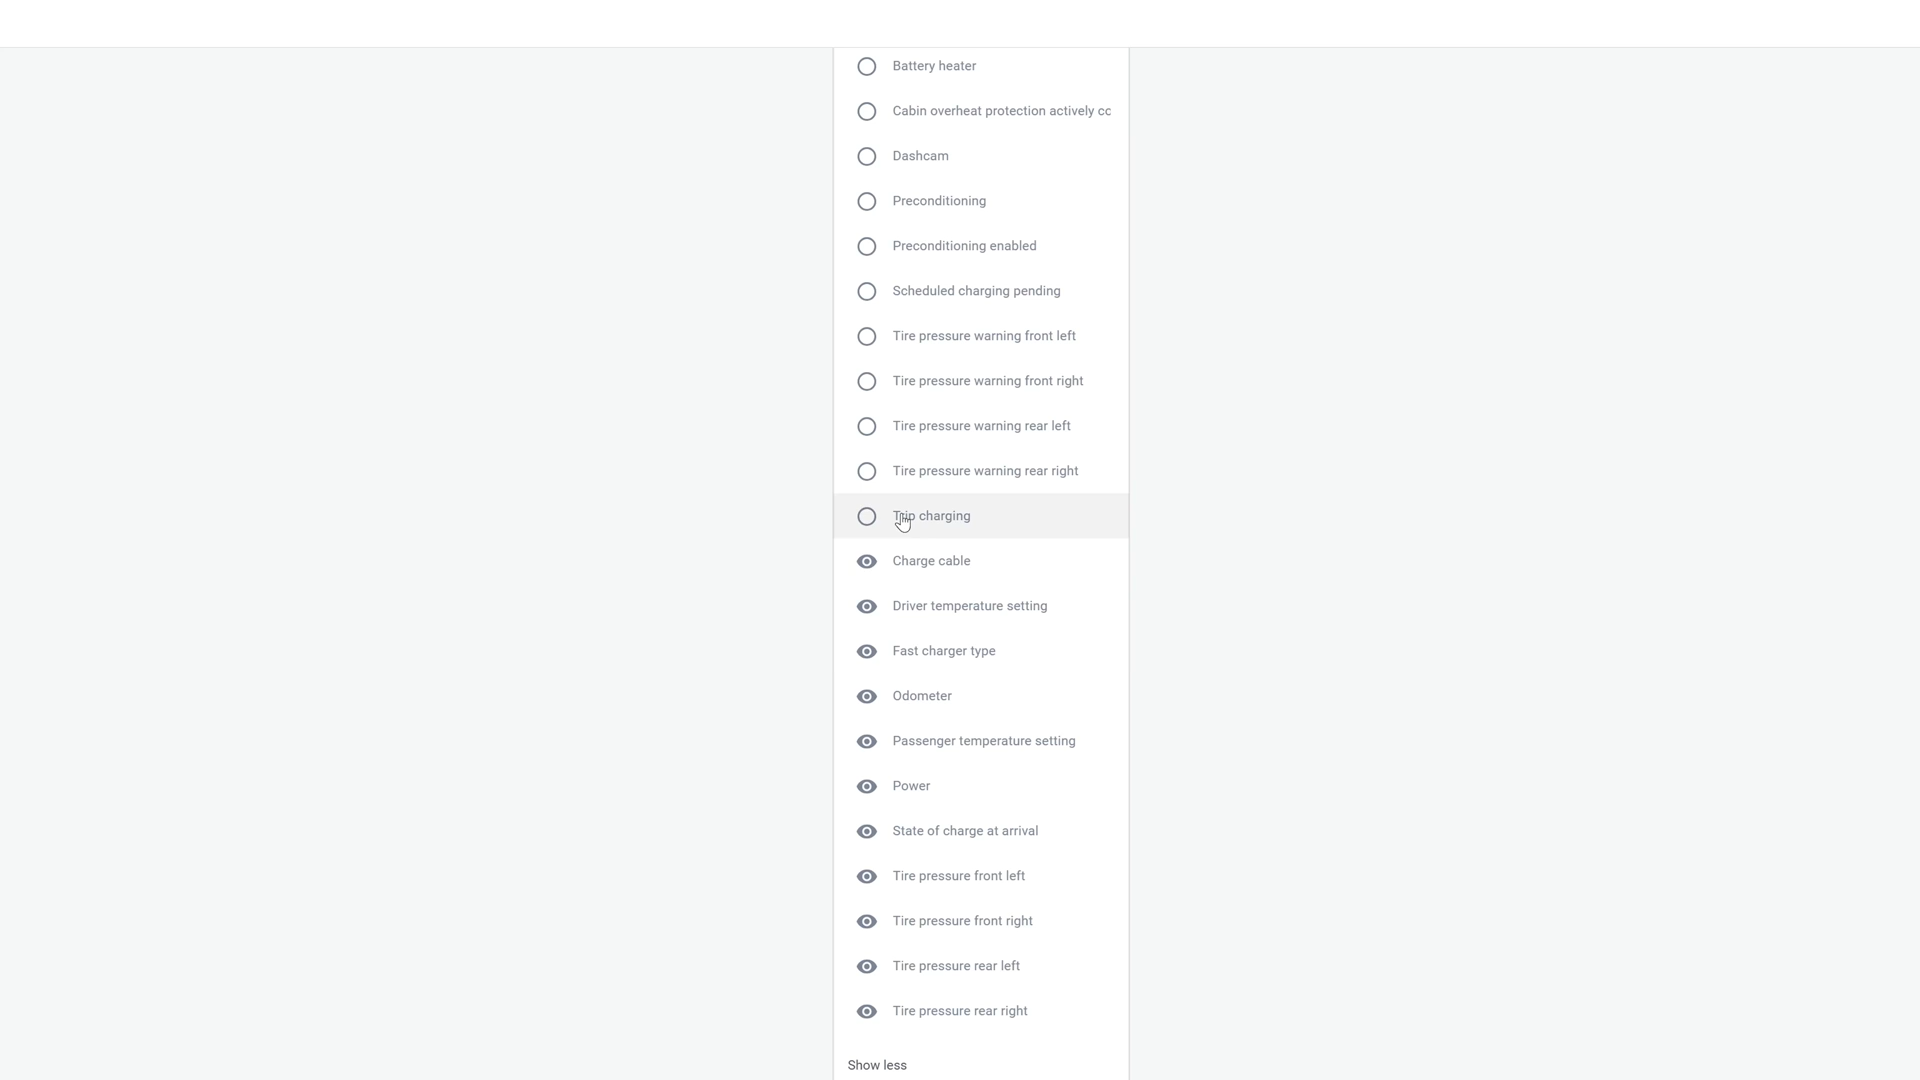 Battery heater
Cabin overheat protection actively cc
Dashcam
Preconditioning
Preconditioning enabled
Scheduled charging pending
Tire pressure warning front left
Tire pressure warning front right
Tire pressure warning rear left
Tire pressure warning rear right
Trip charging
Charge cable
Driver temperature setting
Fast charger type
Odometer
Passenger temperature setting
Power
State of charge at arrival
Tire pressure front left
Tire pressure front right
Tire pressure rear left
Tire pressure rear right
Show less